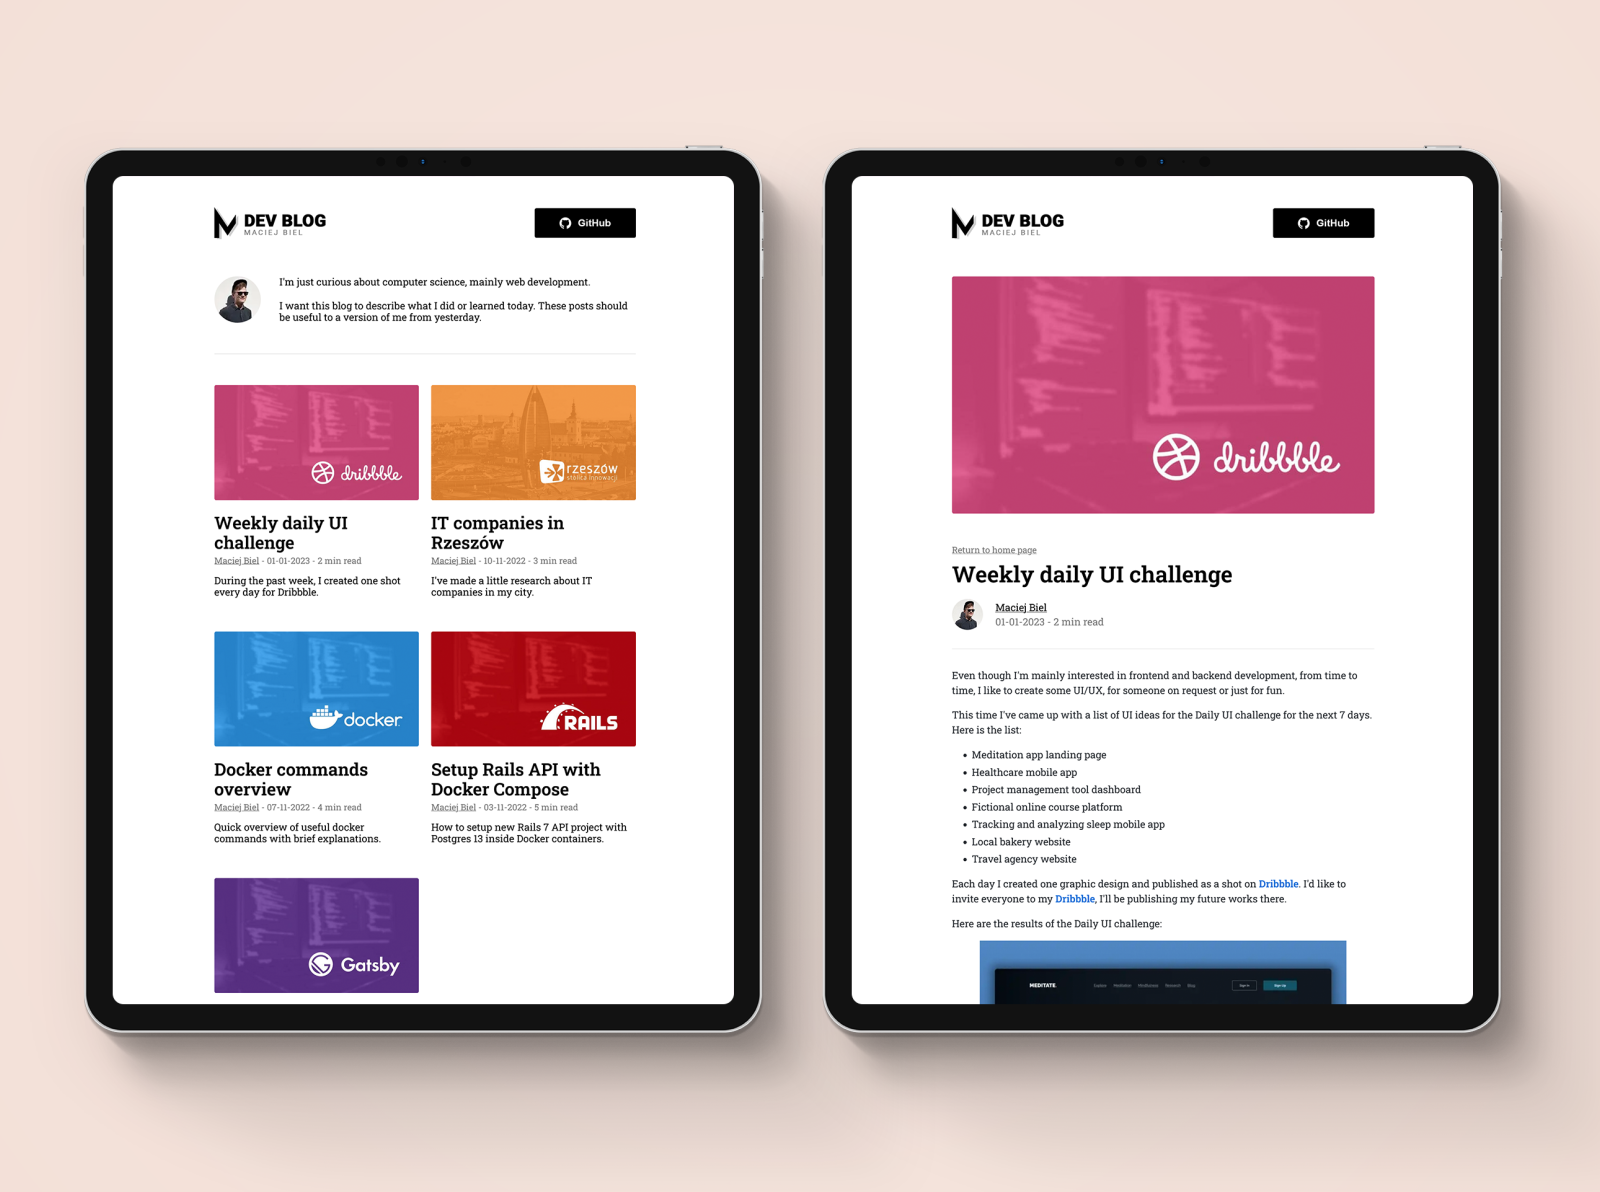 DEV BLOG
MACIEJ BIEL
GitHub
I'm just curious about computer science, mainly web development.
I want this blog to describe what I did or learned today. These posts should
be useful to a version of me from yesterday.
dribbble
rzeszów
stolica innowacji
Weekly daily UI
challenge
Maciej Biel - 01-01-2023 - 2 min read
During the past week, I created one shot
every day for Dribbble.
IT companies in
Rzeszów
Maciej Biel - 10-11-2022 - 3 min read
I've made a little research about IT
companies in my city.
docker
RAILS
Docker commands
overview
Maciej Biel - 07-11-2022 - 4 min read
Quick overview of useful docker
commands with brief explanations.
Setup Rails API with
Docker Compose
Maciej Biel - 03-11-2022 - 5 min read
How to setup new Rails 7 API project with
Postgres 13 inside Docker containers.
Gatsby
DEV BLOG
MACIEJ BIEL
GitHub
dribbble
Return to home page
Weekly daily UI challenge
Maciej Biel
01-01-2023 - 2 min read
Even though I'm mainly interested in frontend and backend development, from time to
time, I like to create some UI/UX, for someone on request or just for fun.
This time I've came up with a list of UI ideas for the Daily UI challenge for the next 7 days.
Here is the list:
• Meditation app landing page
• Healthcare mobile app
• Project management tool dashboard
• Fictional online course platform
• Tracking and analyzing sleep mobile app
• Local bakery website
• Travel agency website
Each day I created one graphic design and published as a shot on Dribbble. I'd like to
invite everyone to my Dribbble, I'll be publishing my future works there.
Here are the results of the Daily UI challenge:
MEDITATE.
Explore Meditation Mindfulness Research Blog
Sign In
Sign Up